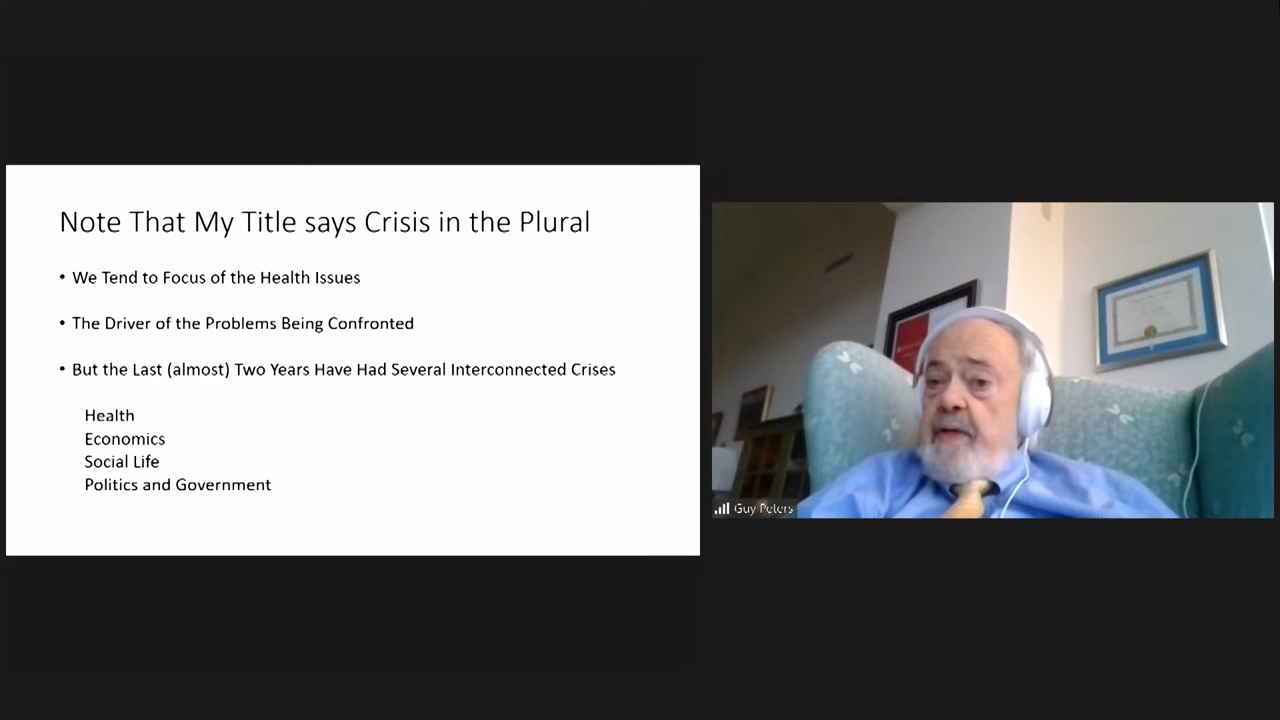 Note That My Title says Crisis in the Plural
• We Tend to Focus of the Health Issues
• The Driver of the Problems Being Confronted
• But the Last (almost) Two Years Have Had Several Interconnected Crises
Health
Economics
Social Life
Politics and Government
Guy Peters